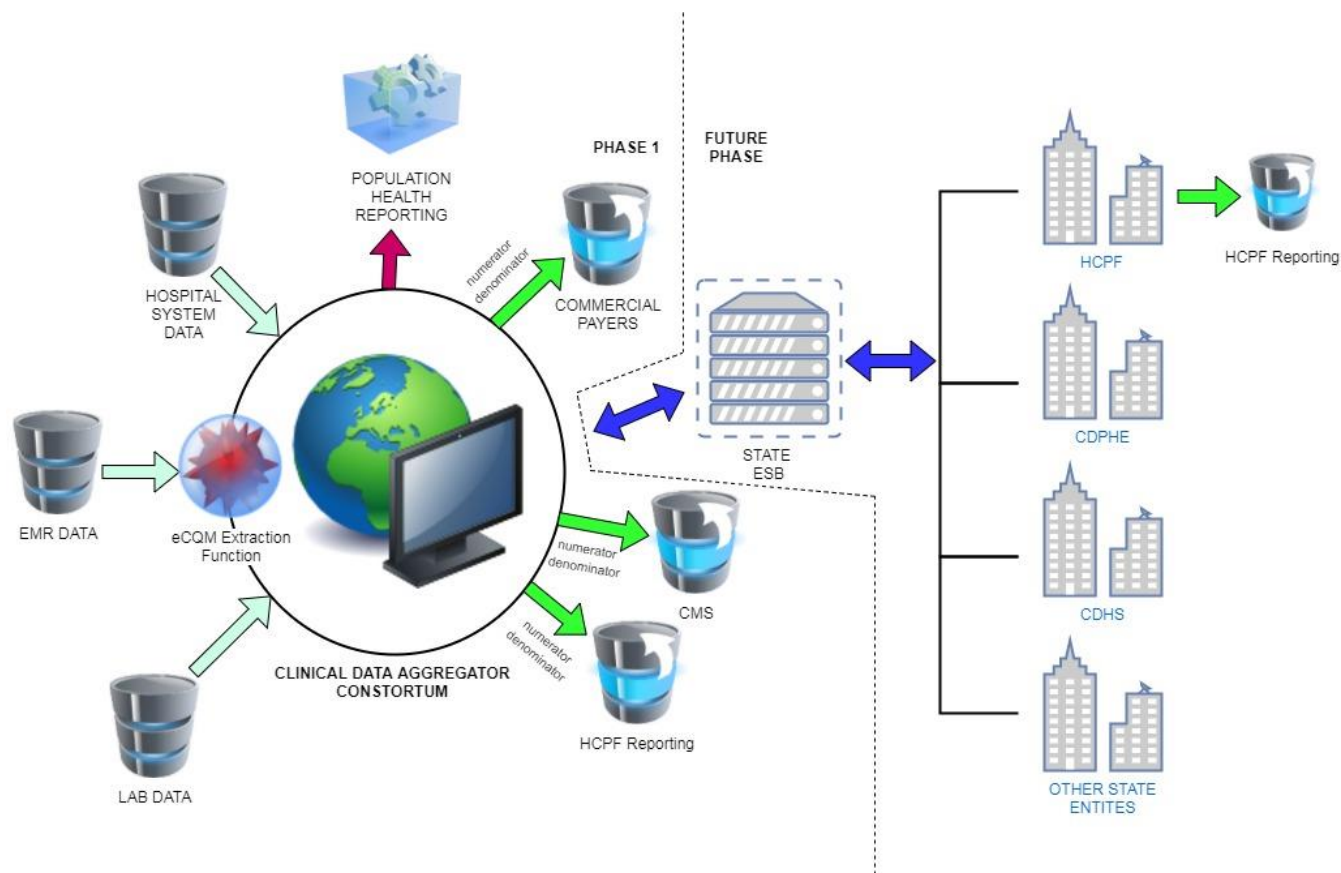 PHASE 1
FUTURE
PHASE
POPULATION
HEALTH
REPORTING
HOSPITAL
SYSTEM
DATA
numerator
denominator
COMMERCIAL
PAYERS
HCPF
HCPF Reporting
EMR DATA
eCQM Extraction
Function
STATE
ESB
CDPHE
numerator
denominator
CMS
CDHS
numerator
denominator
CLINICAL DATA AGGREGATOR
CONSTORTUM
HCPF Reporting
LAB DATA
OTHER STATE
ENTITES